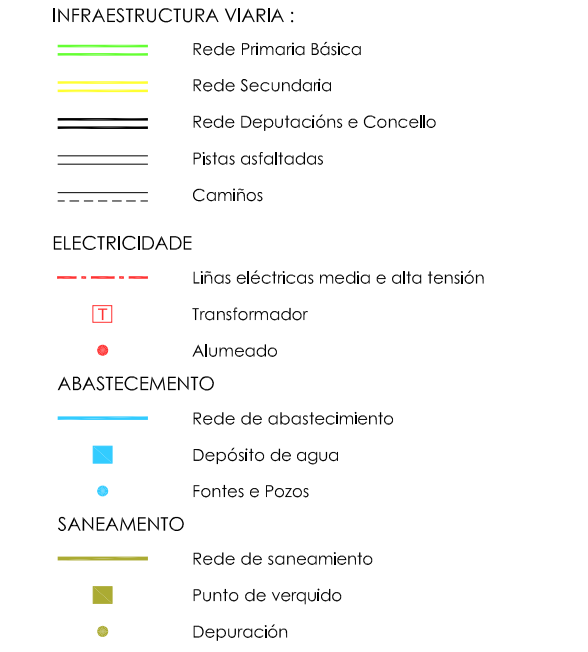 INFRAESTRUCTURA VIARIA :
Rede Primaria Básica
Rede Secundaria
Rede Deputacións e Concello
Pistas asfaltadas
Camiños
ELECTRICIDADE
Liñas eléctricas media e alta tensión
T Transformador
Alumeado
ABASTECEMENTO
Rede de abastecimiento
Depósito de agua
Fontes e Pozos
SANEAMENTO
Rede de saneamiento
Punto de verquido
Depuración